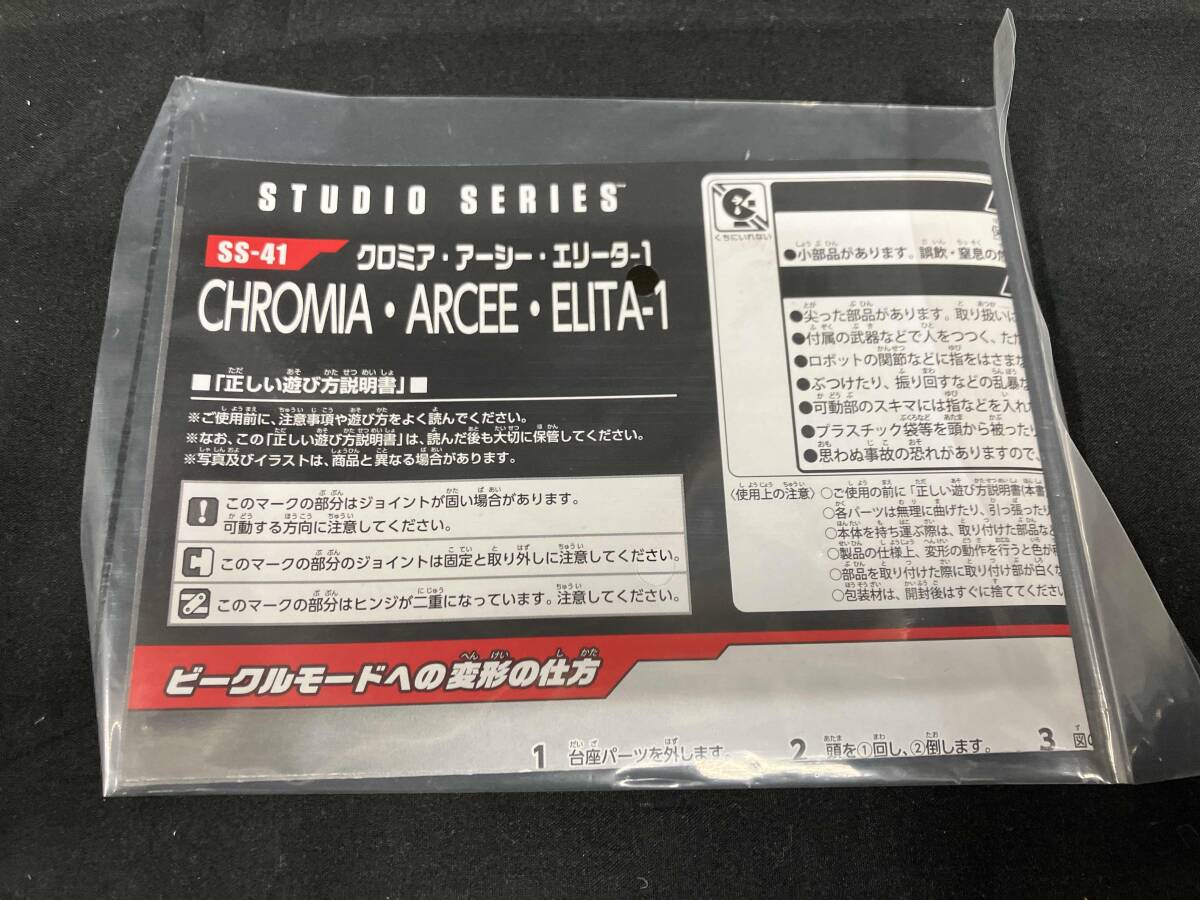 STUDIO SERIES™
SS-41
クロミア・アーシー・エリーター1
CHROMIA・ARCEE・ELITA-1
■「正しい遊び方説明書」■
※ご使用前に、注意事項や遊び方をよく読んでください。
※なお、この「正しい遊び方説明書」は、読んだ後も大切に保管してください。
※写真及びイラストは、商品と異なる場合があります。
このマークの部分はジョイントが固い場合があります。
可動する方向に注意してください。
このマークの部分のジョイントは固定と取り外しに注意してください。
このマークの部分はヒンジが二重になっています。注意してください。
くちにいれない
●小部品があります。誤飲・窒息の
●尖った部品があります。取り扱いに
●付属の武器などで人をつつく、たた
●ロボットの関節などに指をはさま
●ぶつけたり、振り回すなどの乱暴な
●可動部のスキマには指などを入れ
●プラスチック袋等を頭から被ったり
●思わぬ事故の恐れがありますので、
〈使用上の注意〉
○ご使用の前に「正しい遊び方説明書(本書
○各パーツは無理に曲げたり、引っ張ったり
○本体を持ち運ぶ際は、取り付けた部品な
○製品の仕様上、変形の動作を行うと色が
○部品を取り付けた際に取り付け部が白く
○包装材は、開封後はすぐに捨ててくださ
ビークルモードへの変形の仕方
1 台座パーツを外します。
2 頭を①回し、②倒します。
3 図の